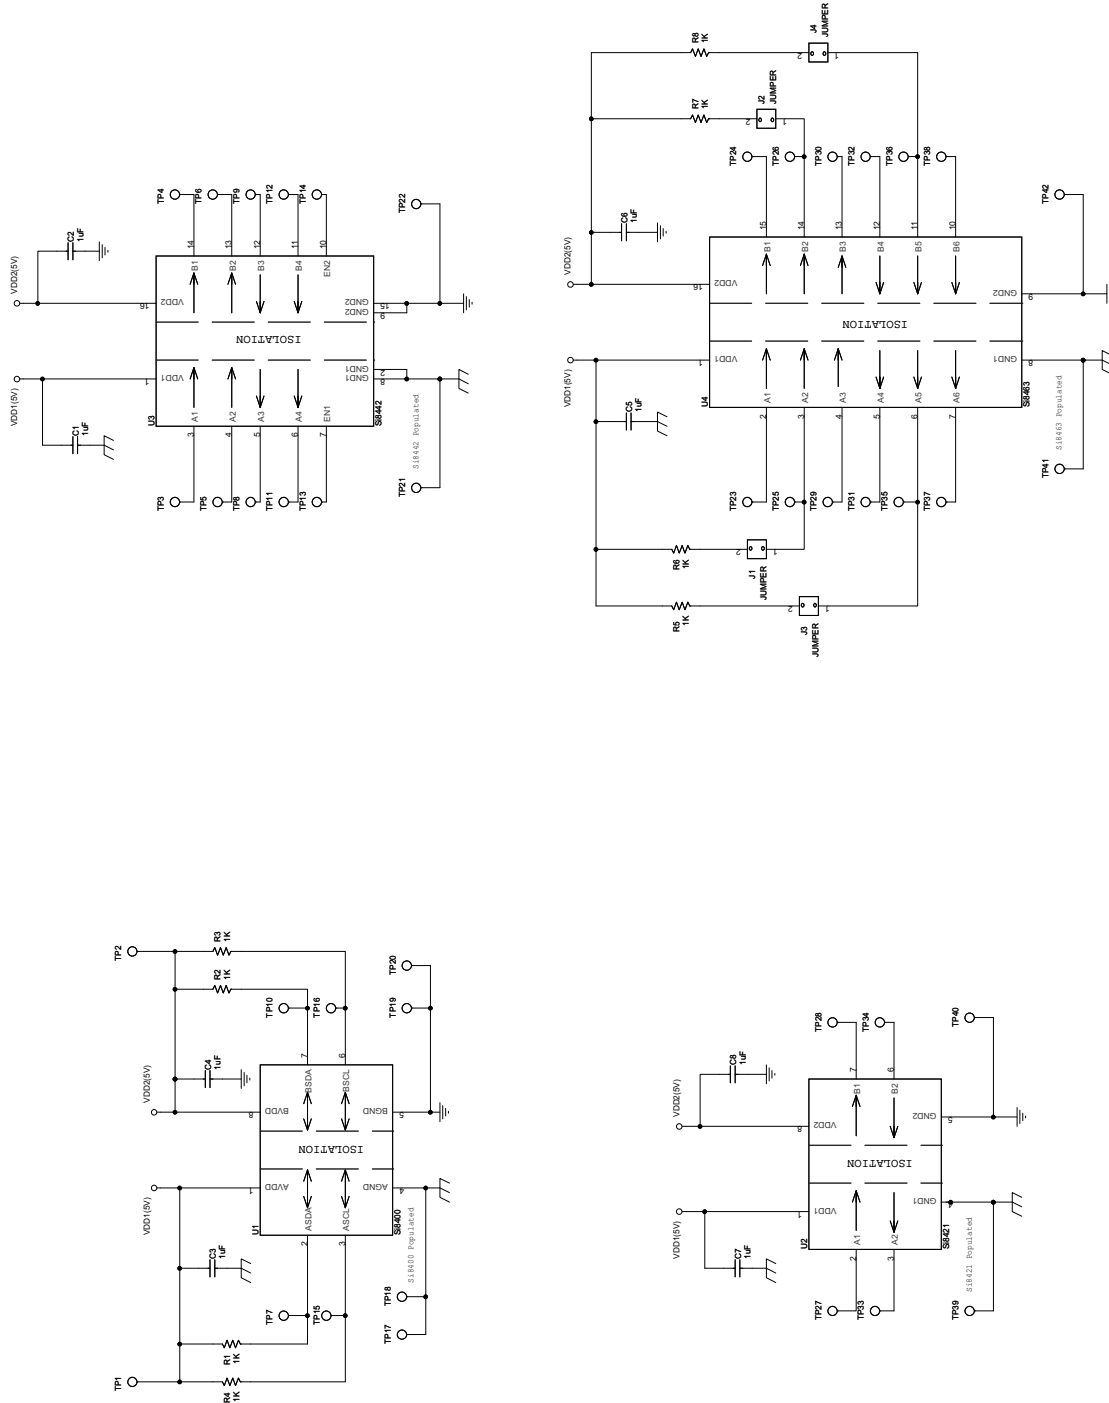 VDD1(5V)
VDD2(5V)
C1
1uF
C2
1uF
U3
VDD1
1
VDD2
16
TP3
3
A1
B1
14
TP4
TP5
4
A2
B2
13
TP6
TP8
5
A3
B3
12
TP9
TP11
6
A4
B4
11
TP12
TP13
7
EN1
EN2
10
TP14
ISOLATION
GND1
2
GND1
8
GND2
15
GND2
9
Si8442
Si8442 Populated
TP21
TP22
VDD1(5V)
VDD2(5V)
C5
1uF
C6
1uF
R5
1K
R6
1K
R7
1K
R8
1K
J3
JUMPER
2
1
J1
JUMPER
2
1
J2
JUMPER
2
1
J4
JUMPER
2
1
U4
VDD1
1
VDD2
16
TP23
2
A1
B1
15
TP24
TP25
3
A2
B2
14
TP26
TP29
4
A3
B3
13
TP30
TP31
5
A4
B4
12
TP32
TP35
6
A5
B5
11
TP36
TP37
7
A6
B6
10
TP38
ISOLATION
GND1
8
GND2
9
Si8463
Si8463 Populated
TP41
TP42
TP1
TP2
VDD1(5V)
VDD2(5V)
C3
1uF
C4
1uF
R4
1K
R1
1K
R2
1K
R3
1K
U1
AVDD
1
BVDD
8
TP7
2
ASDA
BSDA
7
TP10
TP15
3
ASCL
BSCL
6
TP16
ISOLATION
AGND
4
BGND
5
Si8400
Si8400 Populated
TP17
TP18
TP19
TP20
VDD1(5V)
VDD2(5V)
C7
1uF
C8
1uF
U2
VDD1
1
VDD2
8
TP27
2
A1
B1
7
TP28
TP33
3
A2
B2
6
TP34
ISOLATION
GND1
4
GND2
5
Si8421
Si8421 Populated
TP39
TP40